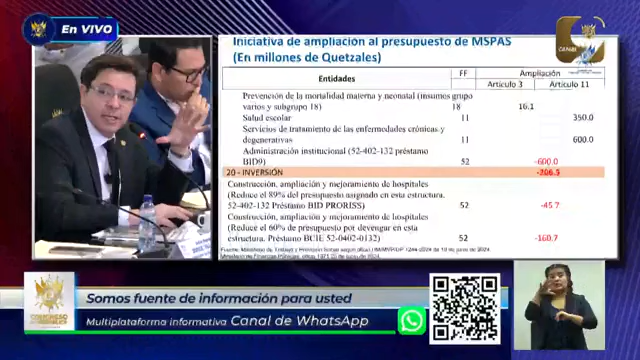 En VIVO
Iniciativa de ampliación al presupuesto de MSPAS
(En millones de Quetzales)
Entidades FF Ampliación
Artículo 3 Artículo 11
Prevención de la mortalidad materna y neonatal (insumos grupo
varios y subgrupo 18) 18 16.1
Salud escolar 11 350.0
Servicios de tratamiento de las enfermedades crónicas y
degenerativas 11 600.0
Administración institucional (52-402-132 préstamo
BID9) 52 -600.0
20 - INVERSIÓN -206.5
Construcción, ampliación y mejoramiento de hospitales
(Reduce el 89% del presupuesto asignado en esta estructura.
52-402-132 Préstamo BID PRORISS) 52 -45.7
Construcción, ampliación y mejoramiento de hospitales
(Reduce el 60% de presupuesto por devengar en esta
estructura. Préstamo BCIE 52-0402-0132) 52 -160.7
CONGRESO
Somos fuente de información para usted
Multiplataforma informativa Canal de WhatsApp